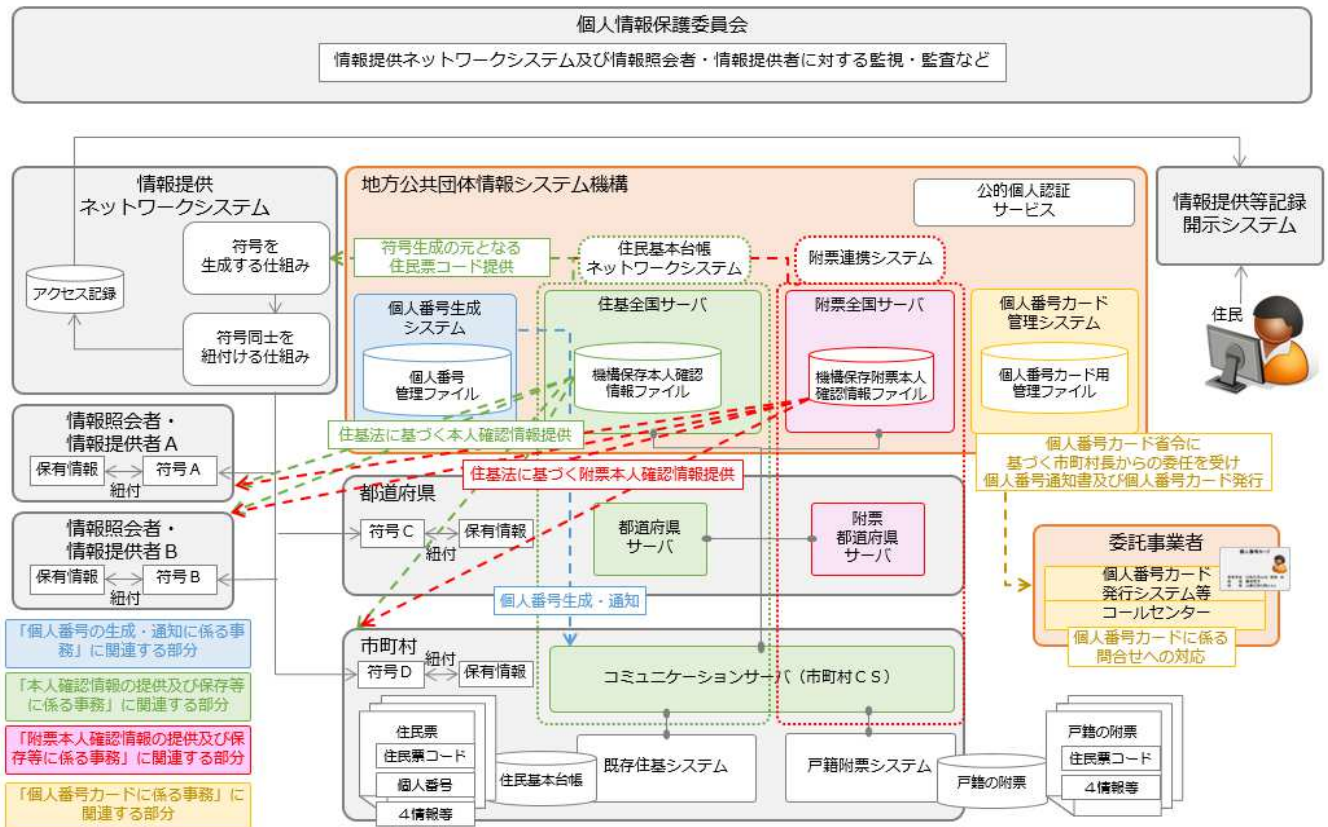 個人情報保護委員会
情報提供ネットワークシステム及び情報照会者・情報提供者に対する監視・監査など
情報提供
ネットワークシステム
符号を
生成する仕組み
アクセス記録
符号同士を
紐付ける仕組み
地方公共団体情報システム機構
公的個人認証
サービス
符号生成の元となる
住民票コード提供
住民基本台帳
ネットワークシステム
附票連携システム
個人番号生成
システム
個人番号
管理ファイル
住基全国サーバ
機構保存本人確認
情報ファイル
附票全国サーバ
機構保存附票本人
確認情報ファイル
個人番号カード
管理システム
個人番号カード用
管理ファイル
情報提供等記録
開示システム
住民
情報照会者・
情報提供者A
保有情報
符号A
紐付
情報照会者・
情報提供者B
保有情報
符号B
紐付
住基法に基づく本人確認情報提供
住基法に基づく附票本人確認情報提供
個人番号カード省令に
基づく市町村長からの委任を受け
個人番号通知書及び個人番号カード発行
都道府県
符号C
保有情報
紐付
都道府県
サーバ
附票
都道府県
サーバ
個人番号生成・通知
委託事業者
個人番号カード
個人番号カード
発行システム等
コールセンター
個人番号カードに係る
問合せへの対応
市町村
符号D
紐付
保有情報
コミュニケーションサーバ（市町村CS）
住民票
住民票コード
個人番号
4情報等
住民基本台帳
既存住基システム
戸籍附票システム
戸籍の附票
戸籍の附票
住民票コード
4情報等
「個人番号の生成・通知に係る事
務」に関連する部分
「本人確認情報の提供及び保存等
に係る事務」に関連する部分
「附票本人確認情報の提供及び保
存等に係る事務」に関連する部分
「個人番号カードに係る事務」に
関連する部分